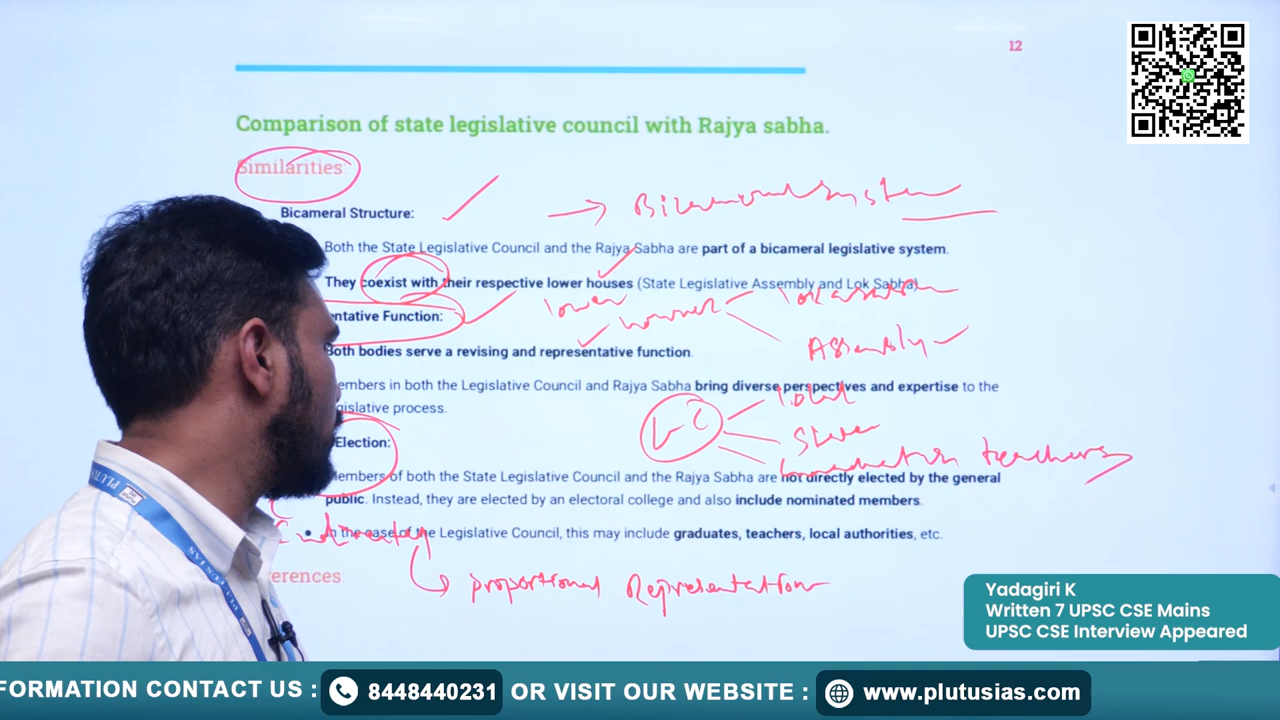 12
Comparison of state legislative council with Rajya sabha.
Similarities:
Bicameral Structure:
→ Bicameral system
Both the State Legislative Council and the Rajya Sabha are part of a bicameral legislative system.
They coexist with their respective lower houses (State Legislative Assembly and Lok Sabha).
lower houses
Lok Sabha
entative Function:
Assembly
Both bodies serve a revising and representative function.
embers in both the Legislative Council and Rajya Sabha bring diverse perspectives and expertise to the
gislative process.
LC
State
teachers
Election:
Members of both the State Legislative Council and the Rajya Sabha are not directly elected by the general
public. Instead, they are elected by an electoral college and also include nominated members.
• In the case of the Legislative Council, this may include graduates, teachers, local authorities, etc.
erences:
proportional Representation
PLUTUS IAS
Yadagiri K
Written 7 UPSC CSE Mains
UPSC CSE Interview Appeared
FORMATION CONTACT US : 8448440231 OR VISIT OUR WEBSITE : www.plutusias.com